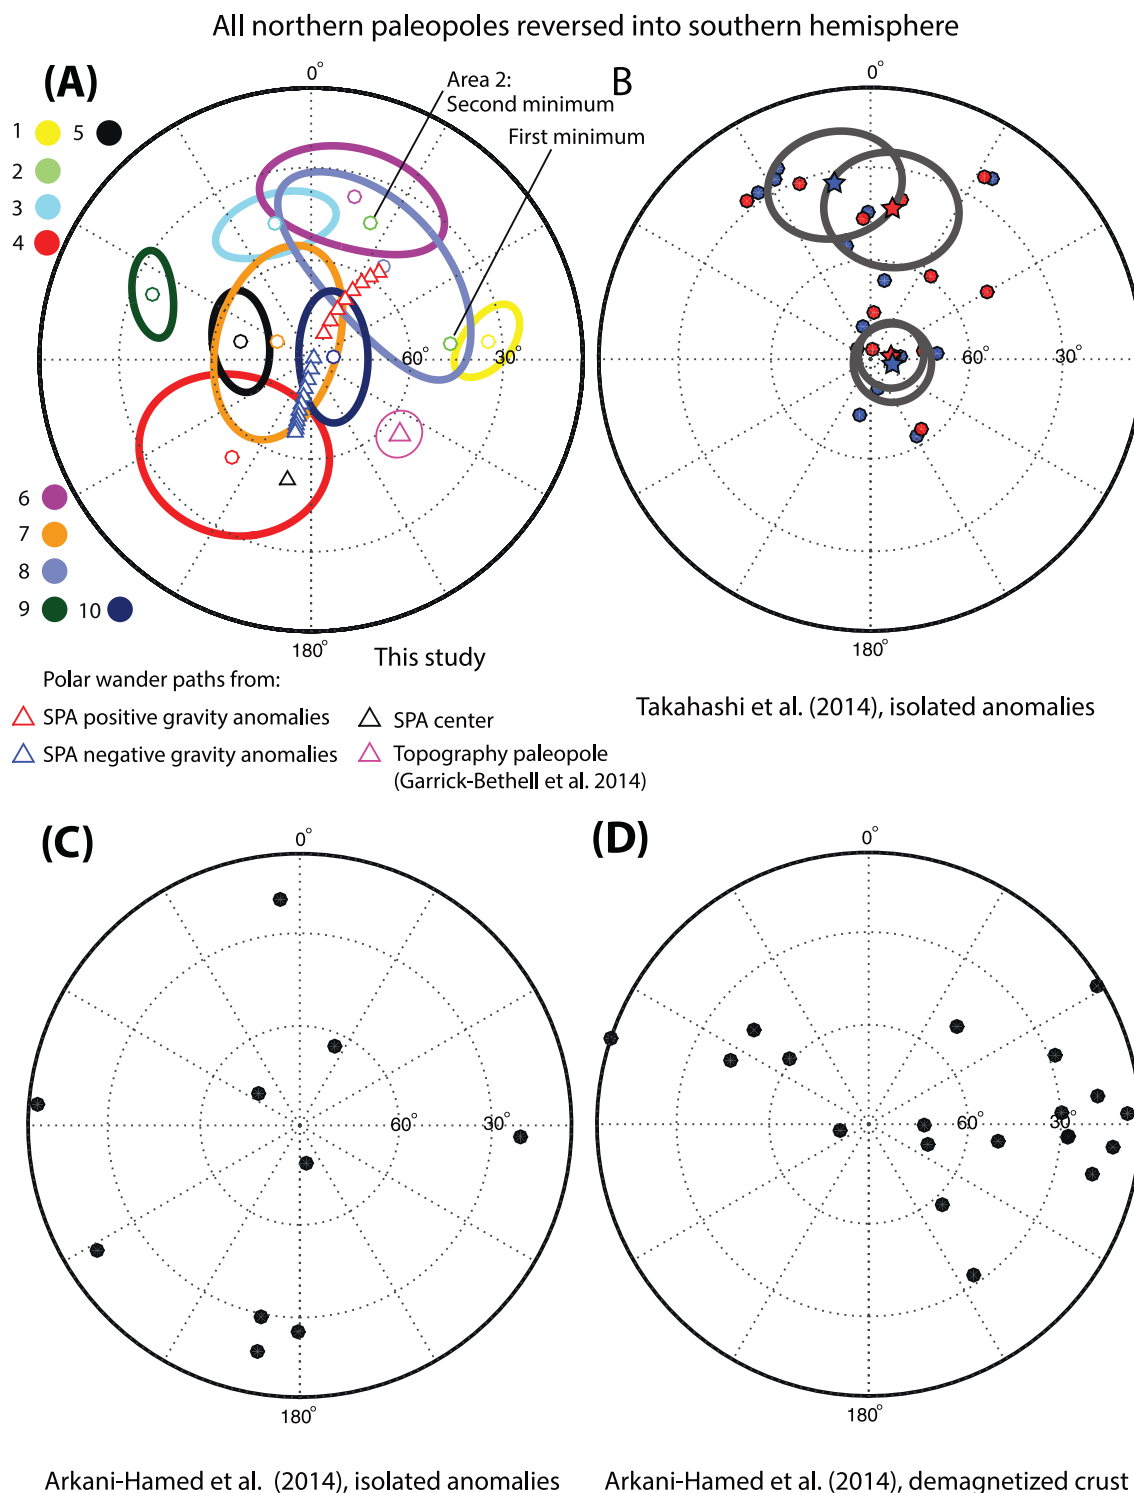 All northern paleopoles reversed into southern hemisphere
(A)
0°
Area 2:
Second minimum
First minimum
B
0°
1
5
2
3
4
60°
30°
60°
30°
6
7
8
9
10
180°
180°
This study
Polar wander paths from:
SPA positive gravity anomalies
SPA center
SPA negative gravity anomalies
Topography paleopole
(Garrick-Bethell et al. 2014)
Takahashi et al. (2014), isolated anomalies
(C)
0°
(D)
0°
60°
30°
60°
30°
180°
180°
Arkani-Hamed et al. (2014), isolated anomalies
Arkani-Hamed et al. (2014), demagnetized crust